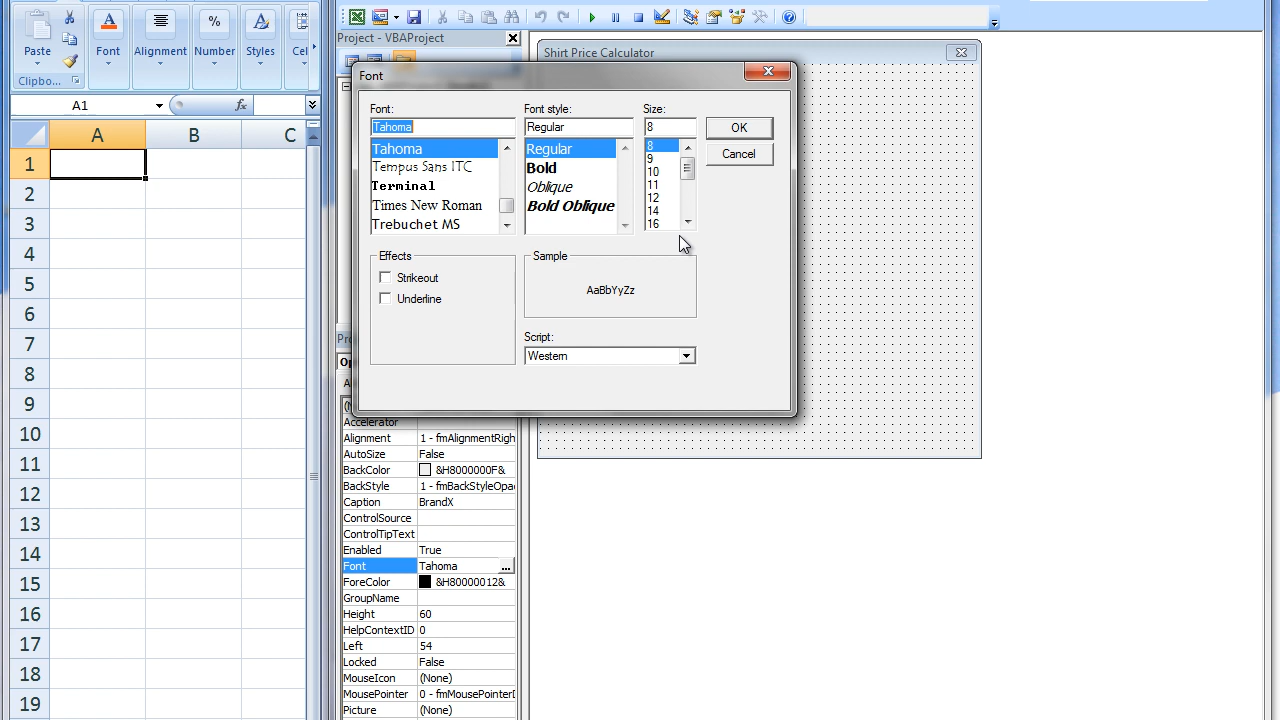 Paste
Font
Alignment
Number
Styles
Cel
Clipbo...
A1
fx
A B C
1
2
3
4
5
6
7
8
9
10
11
12
13
14
15
16
17
18
19
Project - VBAProject
Shirt Price Calculator
Font
Font:
Tahoma
Tahoma
Tempus Sans ITC
Terminal
Times New Roman
Trebuchet MS
Font style:
Regular
Regular
Bold
Oblique
Bold Oblique
Size:
8
8
9
10
11
12
14
16
OK
Cancel
Effects
Strikeout
Underline
Sample
AaBbYyZz
Script:
Western
Accelerator
Alignment 1 - fmAlignmentRigh
AutoSize False
BackColor &H8000000F&
BackStyle 1 - fmBackStyleOpa
Caption BrandX
ControlSource
ControlTipText
Enabled True
Font Tahoma ...
ForeColor &H80000012&
GroupName
Height 60
HelpContextID 0
Left 54
Locked False
MouseIcon (None)
MousePointer 0 - fmMousePointerD
Picture (None)